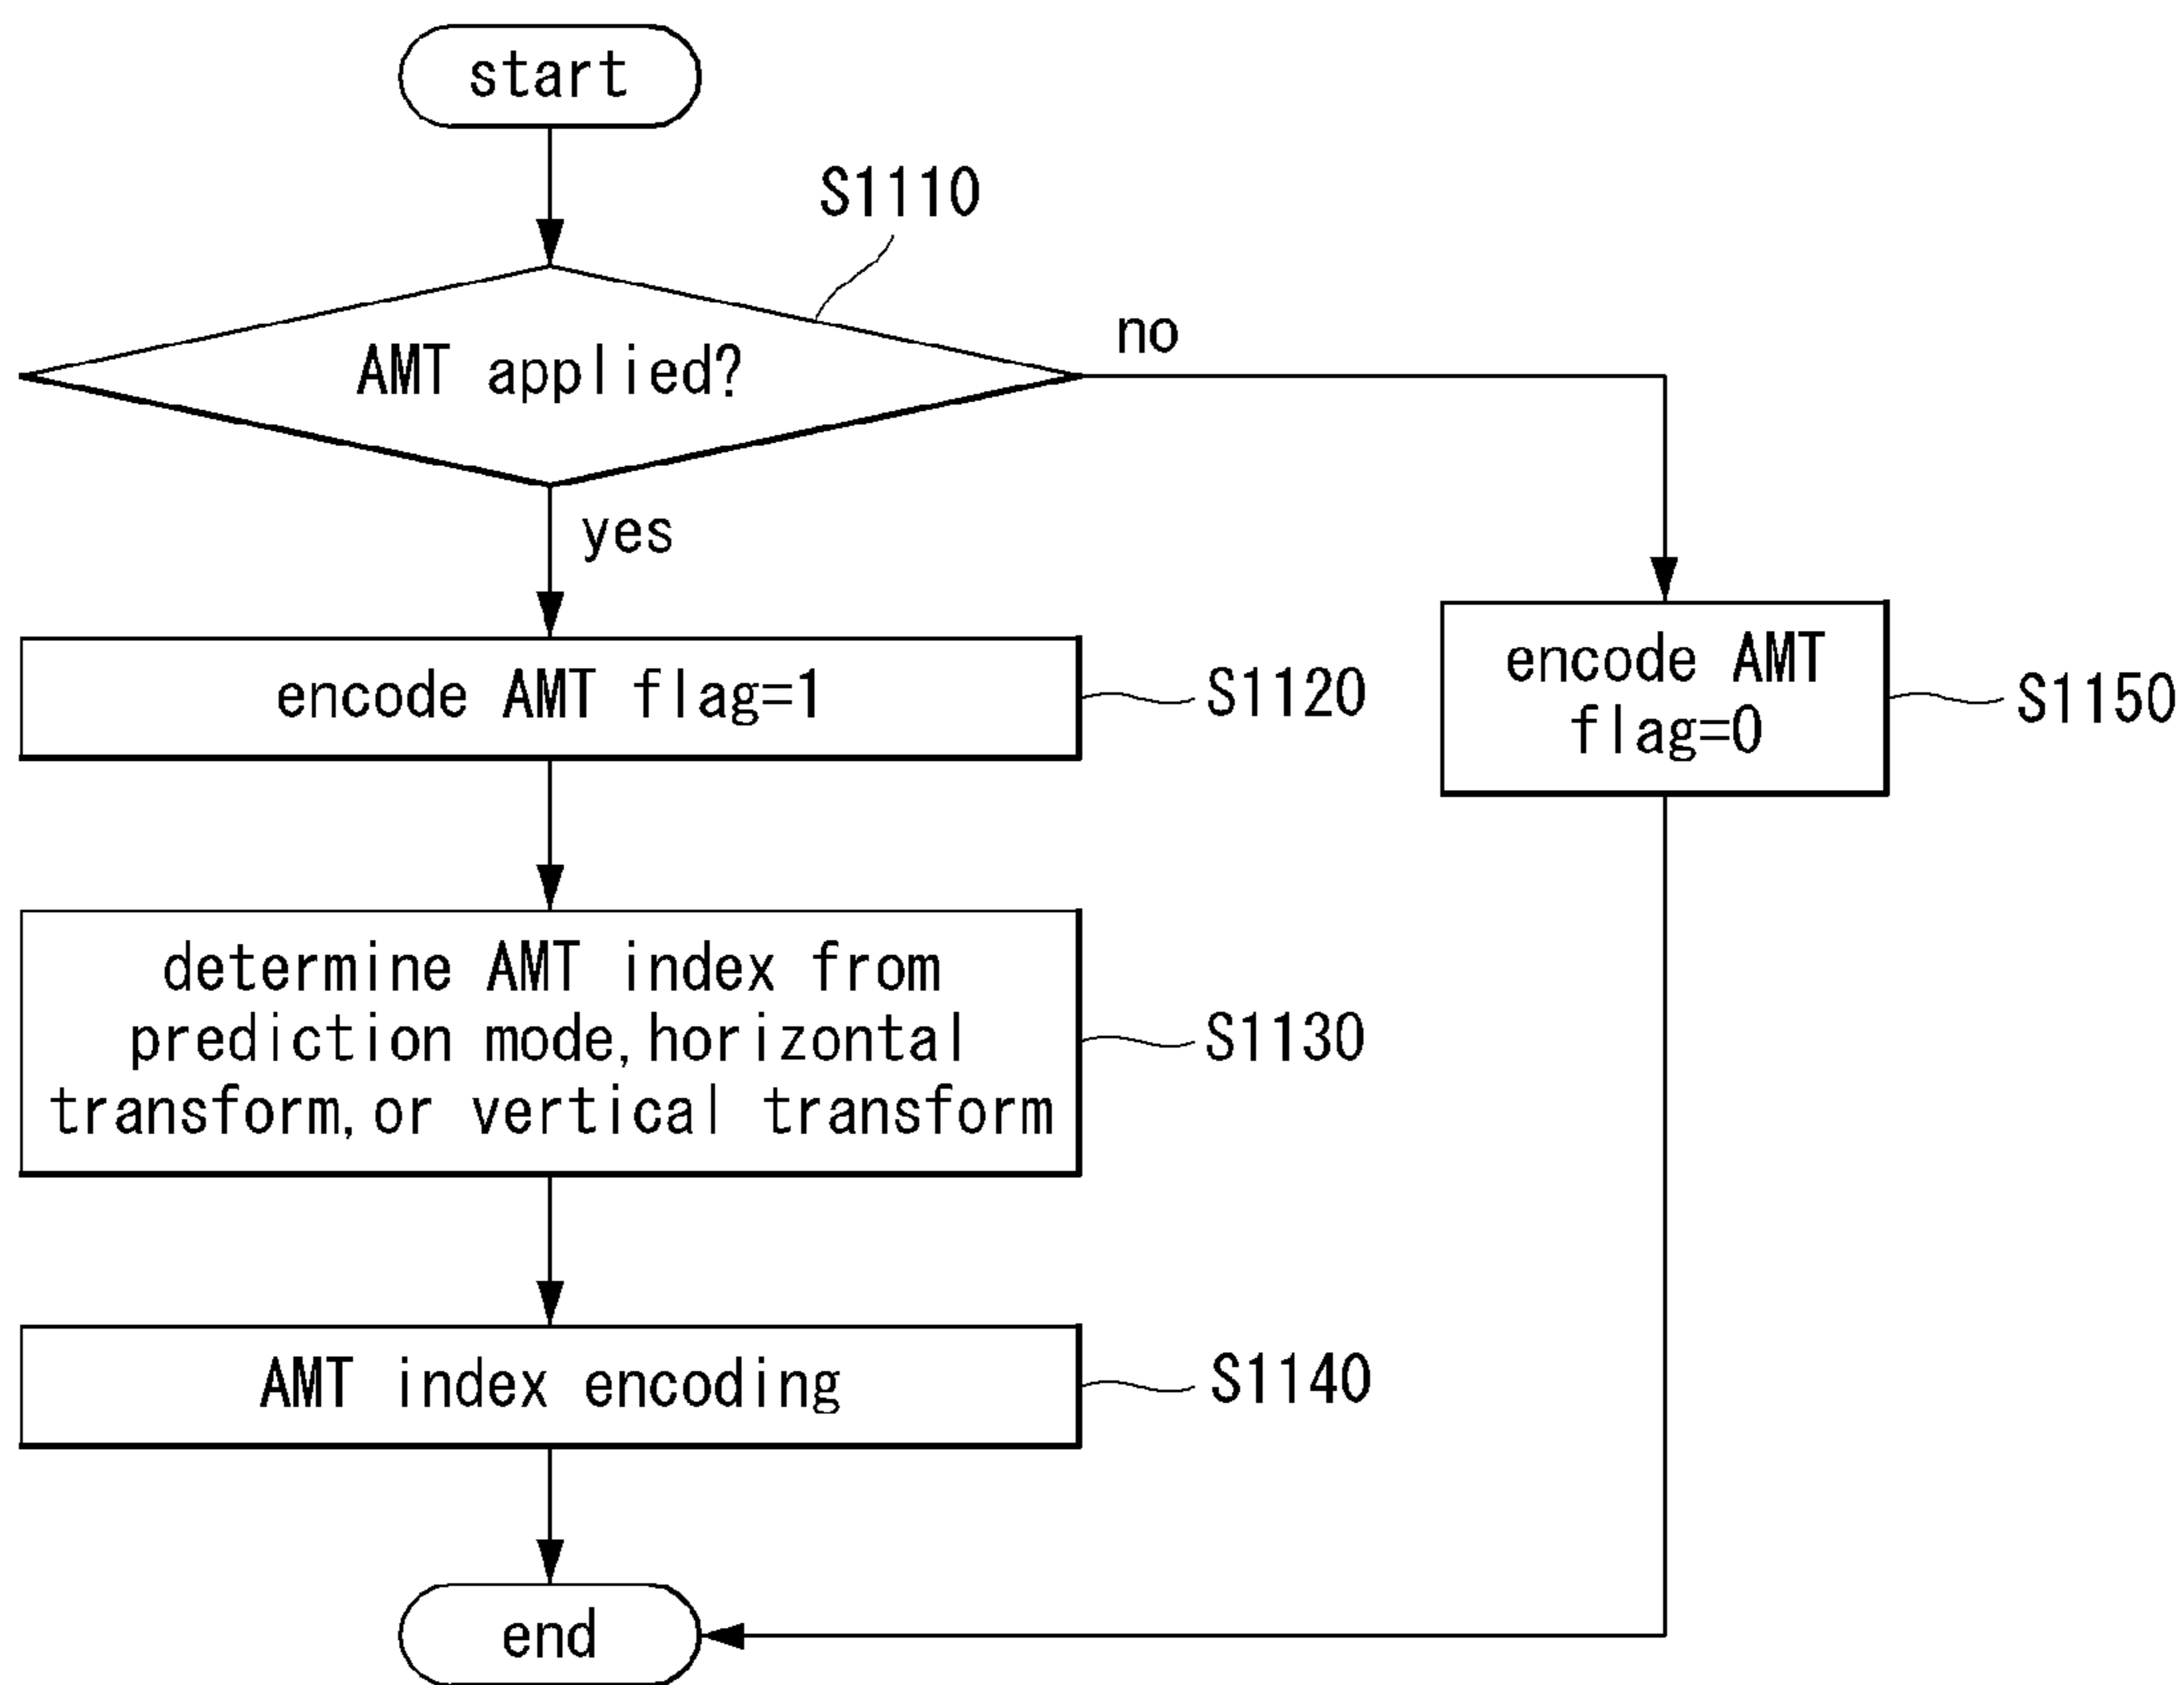 start
S1110
AMT applied?
no
yes
encode AMT flag=1
S1120
encode AMT
flag=0
S1150
determine AMT index from
prediction mode, horizontal
transform, or vertical transform
S1130
AMT index encoding
S1140
end